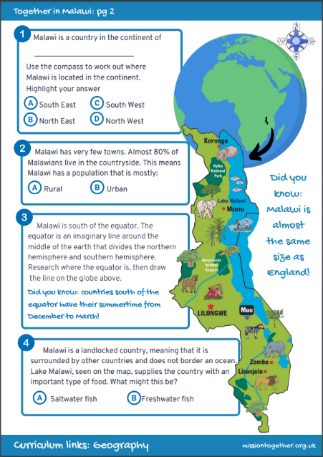 Together in Malawi: pg 2
1
Malawi is a country in the continent of
Use the compass to work out where
Malawi is located in the continent.
Highlight your answer
A South East
C South West
B North East
D North West
2
Malawi has very few towns. Almost 80% of
Malawians live in the countryside. This means
Malawi has a population that is mostly:
A Rural
B Urban
3
Malawi is south of the equator. The
equator is an imaginary line around the
middle of the earth that divides the northern
hemisphere and southern hemisphere.
Research where the equator is, then draw
the line on the globe above.
Did you know: countries south of the
equator have their summertime from
December to March!
4
Malawi is a landlocked country, meaning that it is
surrounded by other countries and does not border an ocean.
Lake Malawi, seen on the map, supplies the country with an
important type of food. What might this be?
A Saltwater fish
B Freshwater fish
Karonga
Nyika
National
Park
Lake Malawi
Mzuzu
LILONGWE
Mua
Zomba
Likanjela
Did you
know:
Malawi is
almost
the same
size as
England!
Curriculum links: Geography
missiontogether.org.uk